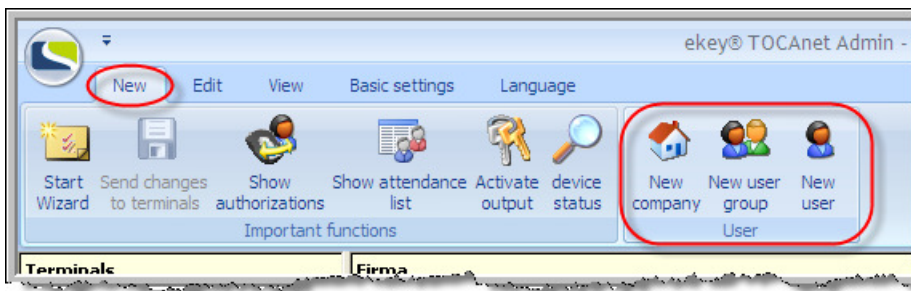 ekey® TOCAnet Admin -
New Edit View Basic settings Language
Start Wizard
Send changes to terminals
Show authorizations
Show attendance list
Activate output
device status
New company
New user group
New user
Important functions
User
Terminals
Firma